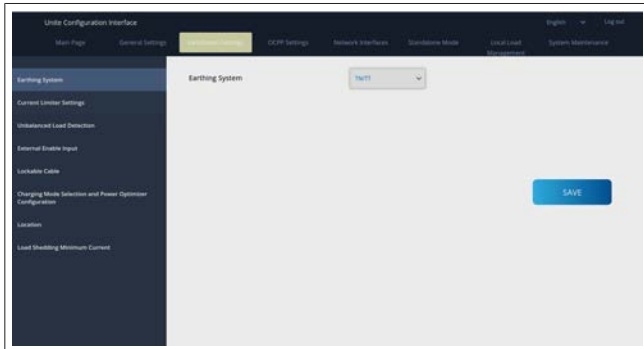 Unite Configuration Interface
English
Log out
Main Page
General Settings
OCPP Settings
Network Interfaces
Standalone Mode
Local Load
Management
System Maintenance
Earthing System
Current Limiter Settings
Unbalanced Load Detection
External Enable Input
Lockable Cable
Charging Mode Selection and Power Optimizer
Configuration
Location
Load Shedding Minimum Current
Earthing System
TN/TT
SAVE